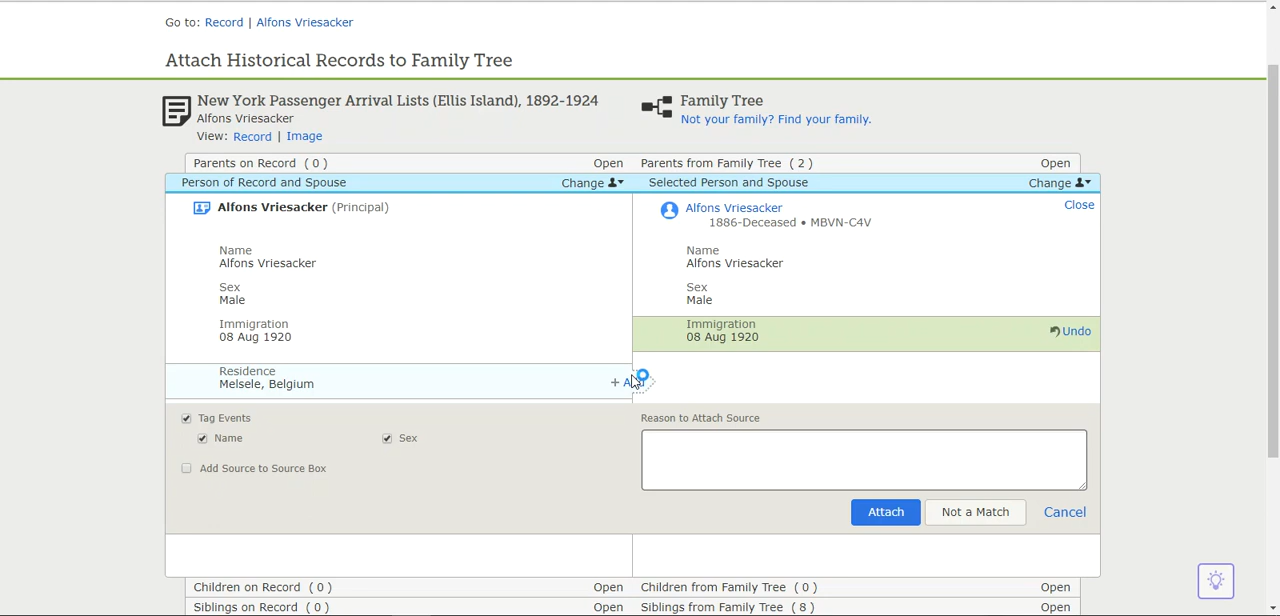 Go to: Record | Alfons Vriesacker
Attach Historical Records to Family Tree
New York Passenger Arrival Lists (Ellis Island), 1892-1924
Alfons Vriesacker
View: Record | Image
Family Tree
Not your family? Find your family.
Parents on Record ( 0 ) Open Parents from Family Tree ( 2 ) Open
Person of Record and Spouse Change Selected Person and Spouse Change
Alfons Vriesacker (Principal)
Name
Alfons Vriesacker
Sex
Male
Immigration
08 Aug 1920
Residence
Melsele, Belgium
Alfons Vriesacker Close
1886-Deceased • MBVN-C4V
Name
Alfons Vriesacker
Sex
Male
Immigration
08 Aug 1920
Undo
Tag Events
Name Sex
Add Source to Source Box
Reason to Attach Source
Attach Not a Match Cancel
Children on Record ( 0 ) Open Children from Family Tree ( 0 ) Open
Siblings on Record ( 0 ) Open Siblings from Family Tree ( 8 ) Open